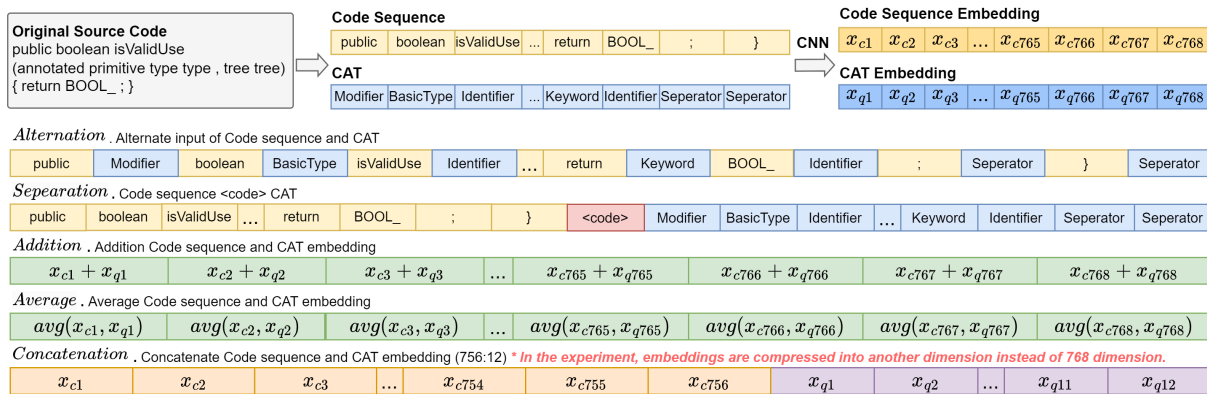 Original Source Code
public boolean isValidUse
(annotated primitive type type , tree tree)
{ return BOOL_ ; }
Code Sequence
public boolean isValidUse ... return BOOL_ ; }
CAT
Modifier BasicType Identifier ... Keyword Identifier Seperator Seperator
CNN
Code Sequence Embedding
x_{c1} x_{c2} x_{c3} ... x_{c765} x_{c766} x_{c767} x_{c768}
CAT Embedding
x_{q1} x_{q2} x_{q3} ... x_{q765} x_{q766} x_{q767} x_{q768}
Alternation . Alternate input of Code sequence and CAT
public Modifier boolean BasicType isValidUse Identifier ... return Keyword BOOL_ Identifier ; Seperator } Seperator
Sepearation . Code sequence <code> CAT
public boolean isValidUse ... return BOOL_ ; } <code> Modifier BasicType Identifier ... Keyword Identifier Seperator Seperator
Addition . Addition Code sequence and CAT embedding
x_{c1} + x_{q1} x_{c2} + x_{q2} x_{c3} + x_{q3} ... x_{c765} + x_{q765} x_{c766} + x_{q766} x_{c767} + x_{q767} x_{c768} + x_{q768}
Average . Average Code sequence and CAT embedding
avg(x_{c1}, x_{q1}) avg(x_{c2}, x_{q2}) avg(x_{c3}, x_{q3}) ... avg(x_{c765}, x_{q765}) avg(x_{c766}, x_{q766}) avg(x_{c767}, x_{q767}) avg(x_{c768}, x_{q768})
Concatenation . Concatenate Code sequence and CAT embedding (756:12) * In the experiment, embeddings are compressed into another dimension instead of 768 dimension.
x_{c1} x_{c2} x_{c3} ... x_{c754} x_{c755} x_{c756} x_{q1} x_{q2} ... x_{q11} x_{q12}